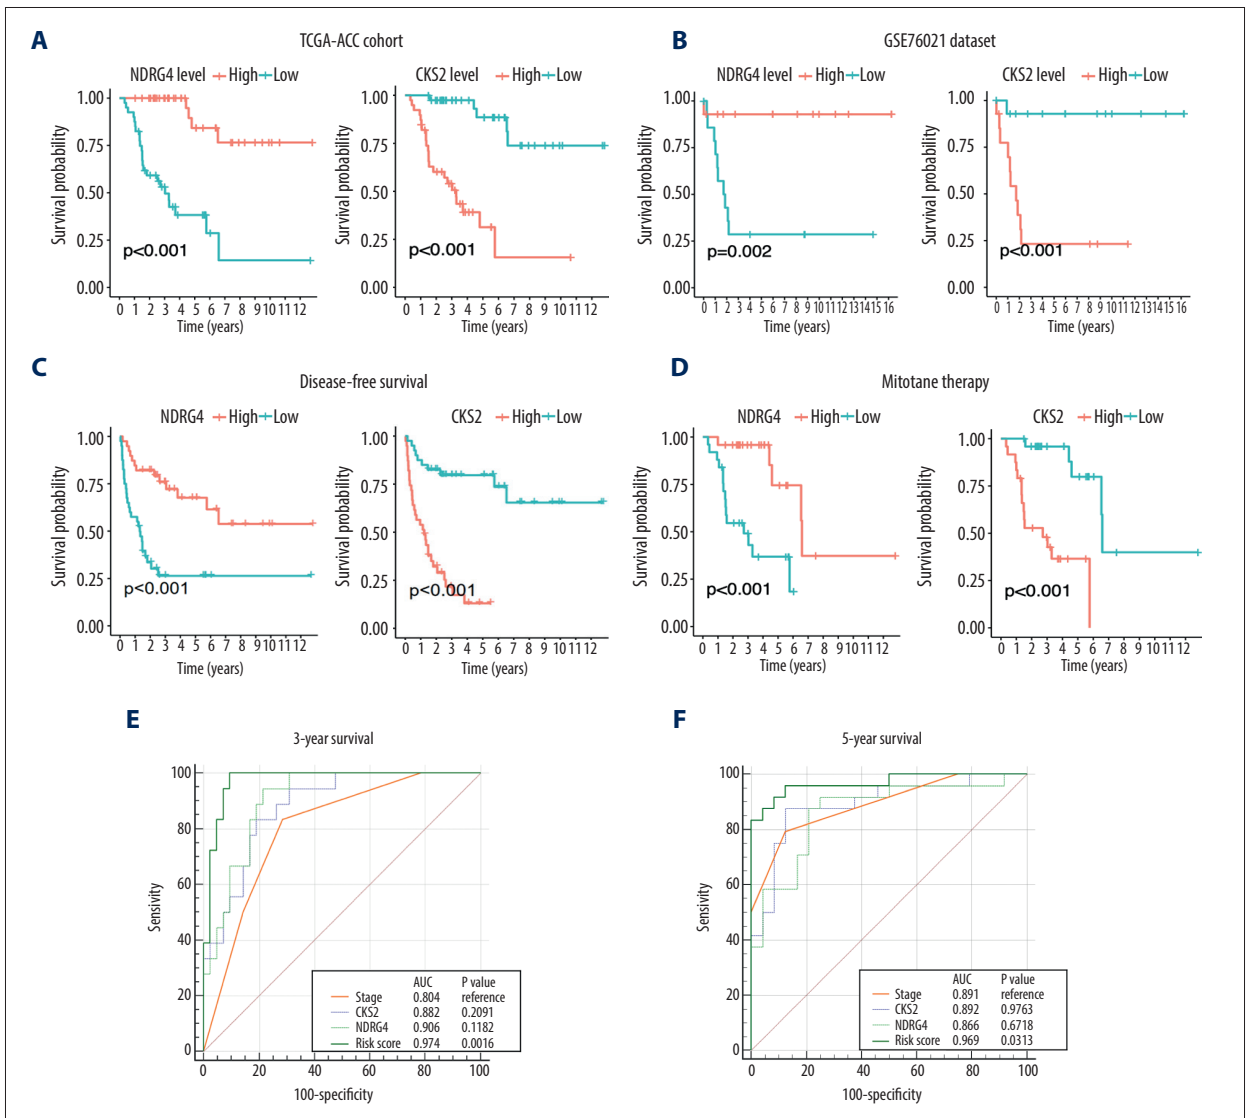 A
TCGA-ACC cohort
NDRG4 level High Low
CKS2 level High Low
Survival probability
1.00
0.75
0.50
0.25
0.00
p<0.001
0 1 2 3 4 5 6 7 8 9 10 11 12
Time (years)
Survival probability
1.00
0.75
0.50
0.25
0.00
p<0.001
0 1 2 3 4 5 6 7 8 9 10 11 12
Time (years)
B
GSE76021 dataset
NDRG4 level High Low
CKS2 level High Low
Survival probability
1.00
0.75
0.50
0.25
0.00
p=0.002
0 1 2 3 4 5 6 7 8 9 10 11 12 13 14 15 16
Time (years)
Survival probability
1.00
0.75
0.50
0.25
0.00
p<0.001
0 1 2 3 4 5 6 7 8 9 10 11 12 13 14 15 16
Time (years)
C
Disease-free survival
NDRG4 High Low
CKS2 High Low
Survival probability
1.00
0.75
0.50
0.25
0.00
p<0.001
0 1 2 3 4 5 6 7 8 9 10 11 12
Time (years)
Survival probability
1.00
0.75
0.50
0.25
0.00
p<0.001
0 1 2 3 4 5 6 7 8 9 10 11 12
Time (years)
D
Mitotane therapy
NDRG4 High Low
CKS2 High Low
Survival probability
1.00
0.75
0.50
0.25
0.00
p<0.001
0 1 2 3 4 5 6 7 8 9 10 11 12
Time (years)
Survival probability
1.00
0.75
0.50
0.25
0.00
p<0.001
0 1 2 3 4 5 6 7 8 9 10 11 12
Time (years)
E
3-year survival
Sensivity
100
80
60
40
20
0
AUC P value
Stage 0.804 reference
CKS2 0.882 0.2091
NDRG4 0.906 0.1182
Risk score 0.974 0.0016
0 20 40 60 80 100
100-specificity
F
5-year survival
Sensivity
100
80
60
40
20
0
AUC P value
Stage 0.891 reference
CKS2 0.892 0.9763
NDRG4 0.866 0.6718
Risk score 0.969 0.0313
0 20 40 60 80 100
100-specificity